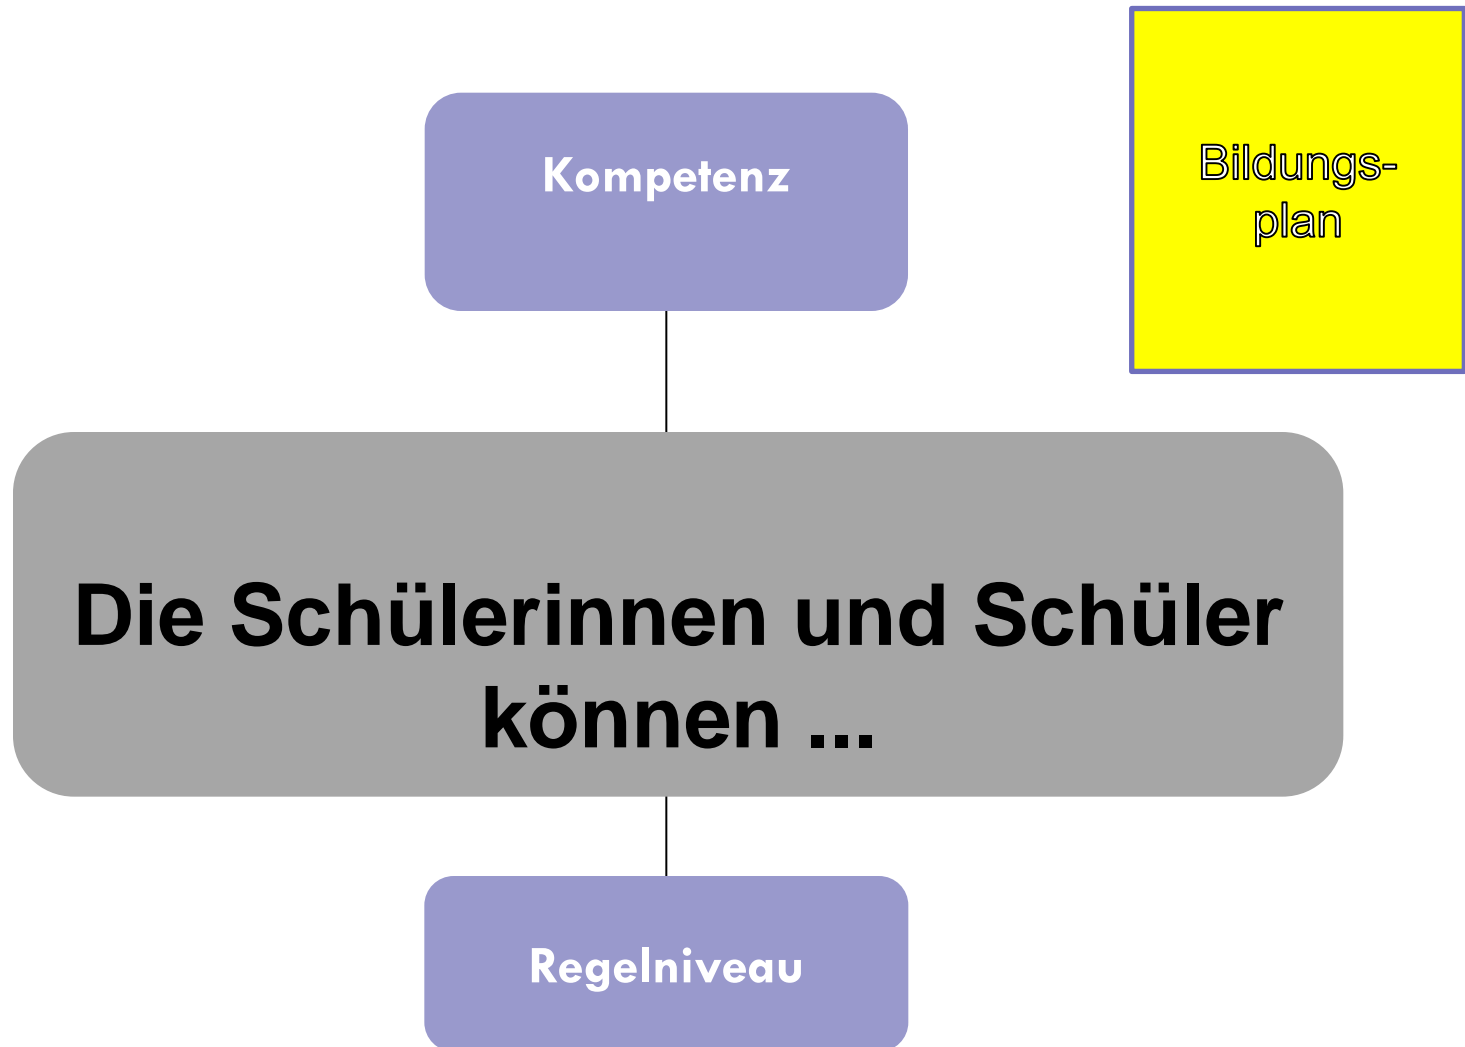 Kompetenz
Bildungs-
plan
Die Schülerinnen und Schüler
können ...
Regelniveau